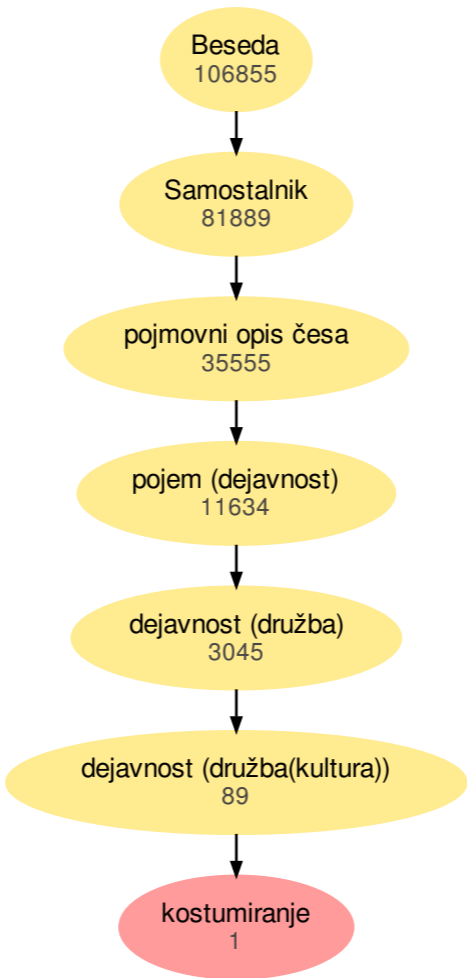 Beseda
106855
Samostalnik
81889
pojmovni opis česa
35555
pojem (dejavnost)
11634
dejavnost (družba)
3045
dejavnost (družba(kultura))
89
kostumiranje
1